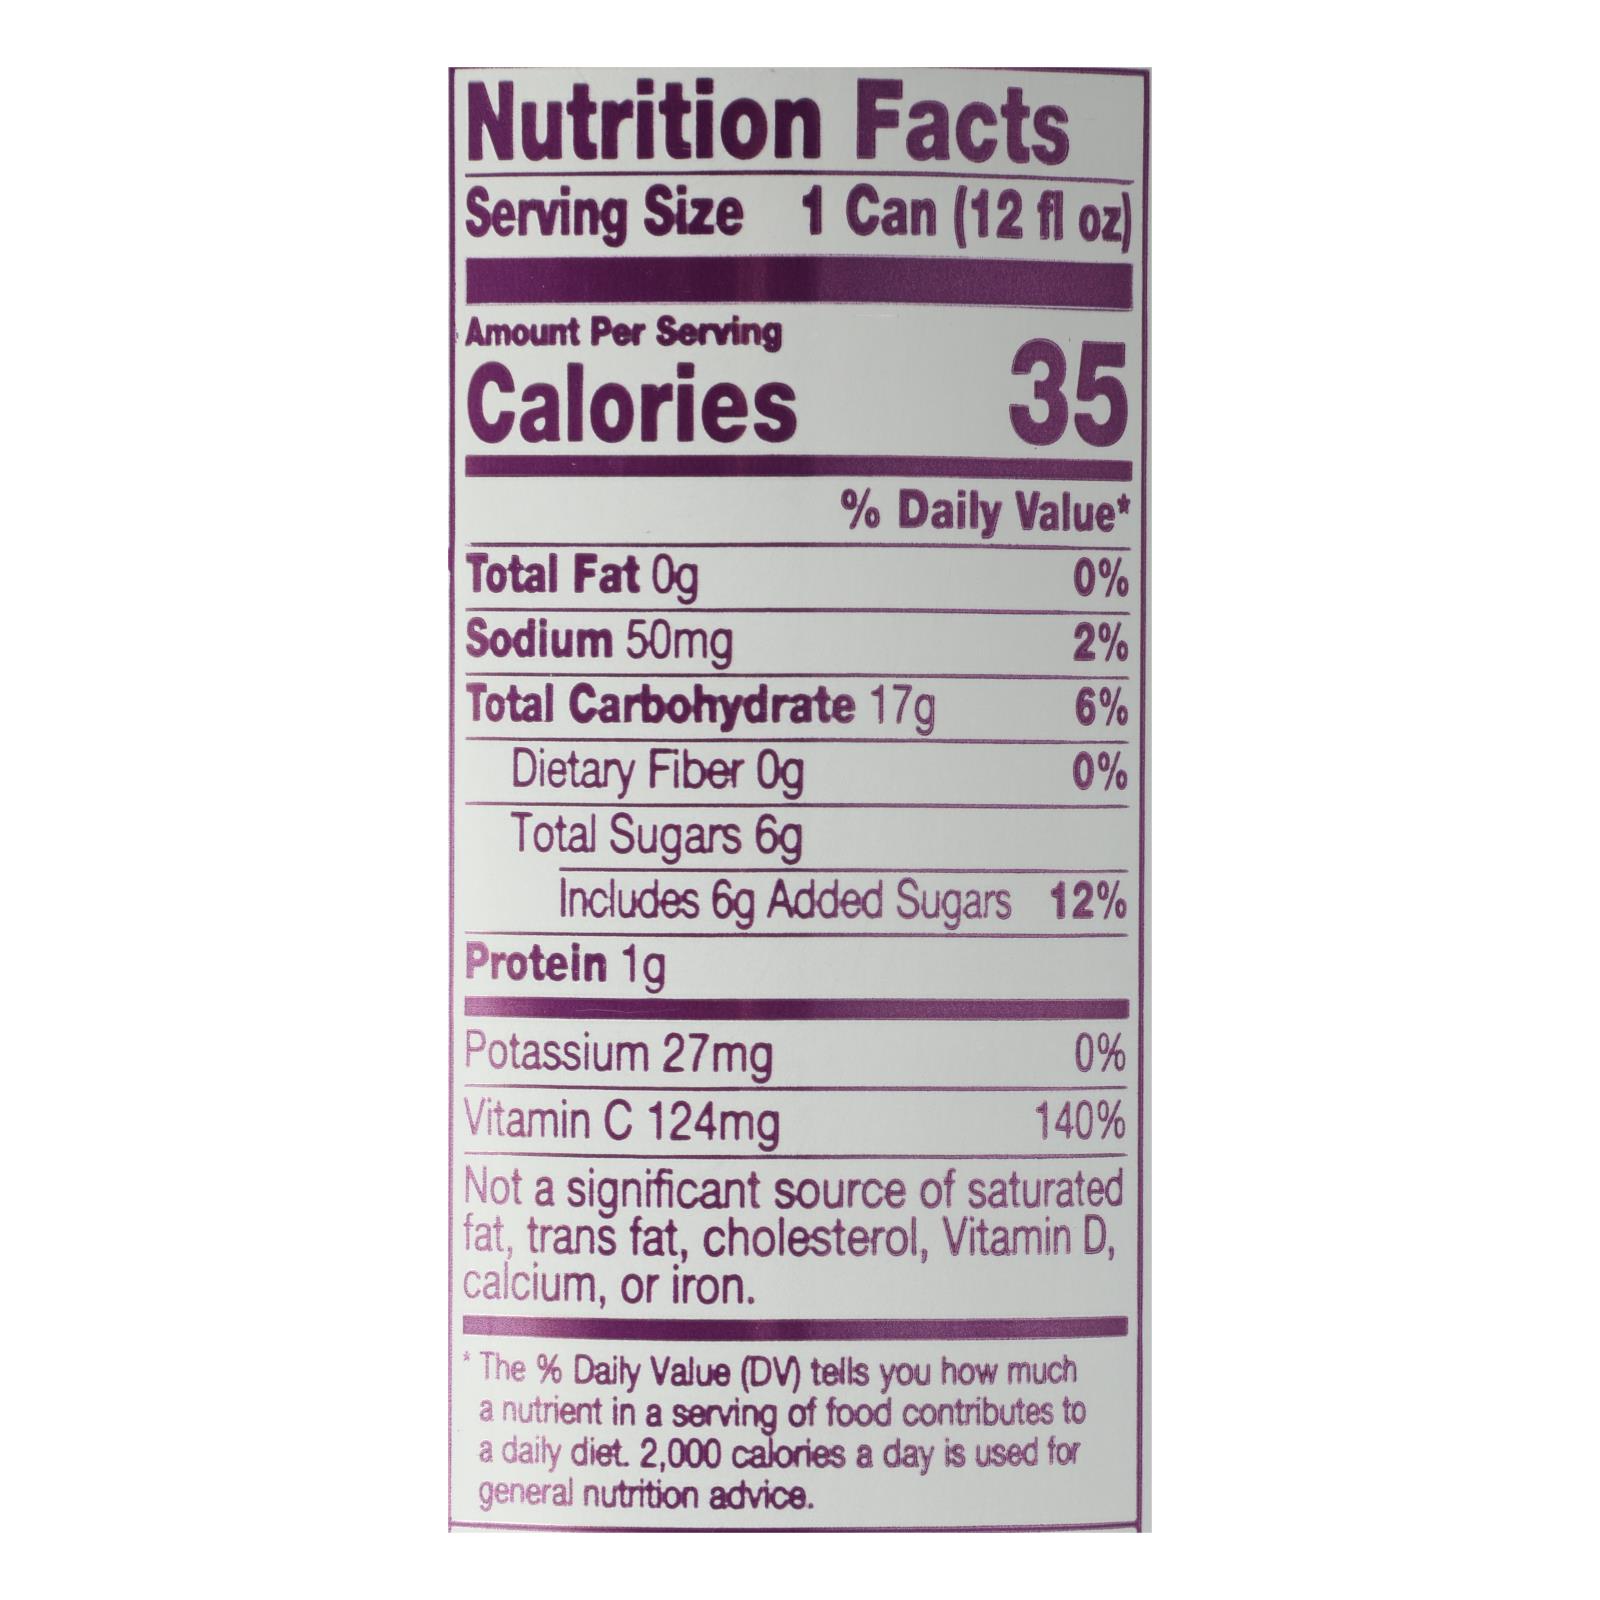 Nutrition Facts
Serving Size 1 Can (12 fl oz)
Amount Per Serving
Calories 35
% Daily Value*
Total Fat 0g 0%
Sodium 50mg 2%
Total Carbohydrate 17g 6%
Dietary Fiber 0g 0%
Total Sugars 6g
Includes 6g Added Sugars 12%
Protein 1g
Potassium 27mg 0%
Vitamin C 124mg 140%
Not a significant source of saturated
fat, trans fat, cholesterol, Vitamin D,
calcium, or iron.
* The % Daily Value (DV) tells you how much
a nutrient in a serving of food contributes to
a daily diet. 2,000 calories a day is used for
general nutrition advice.